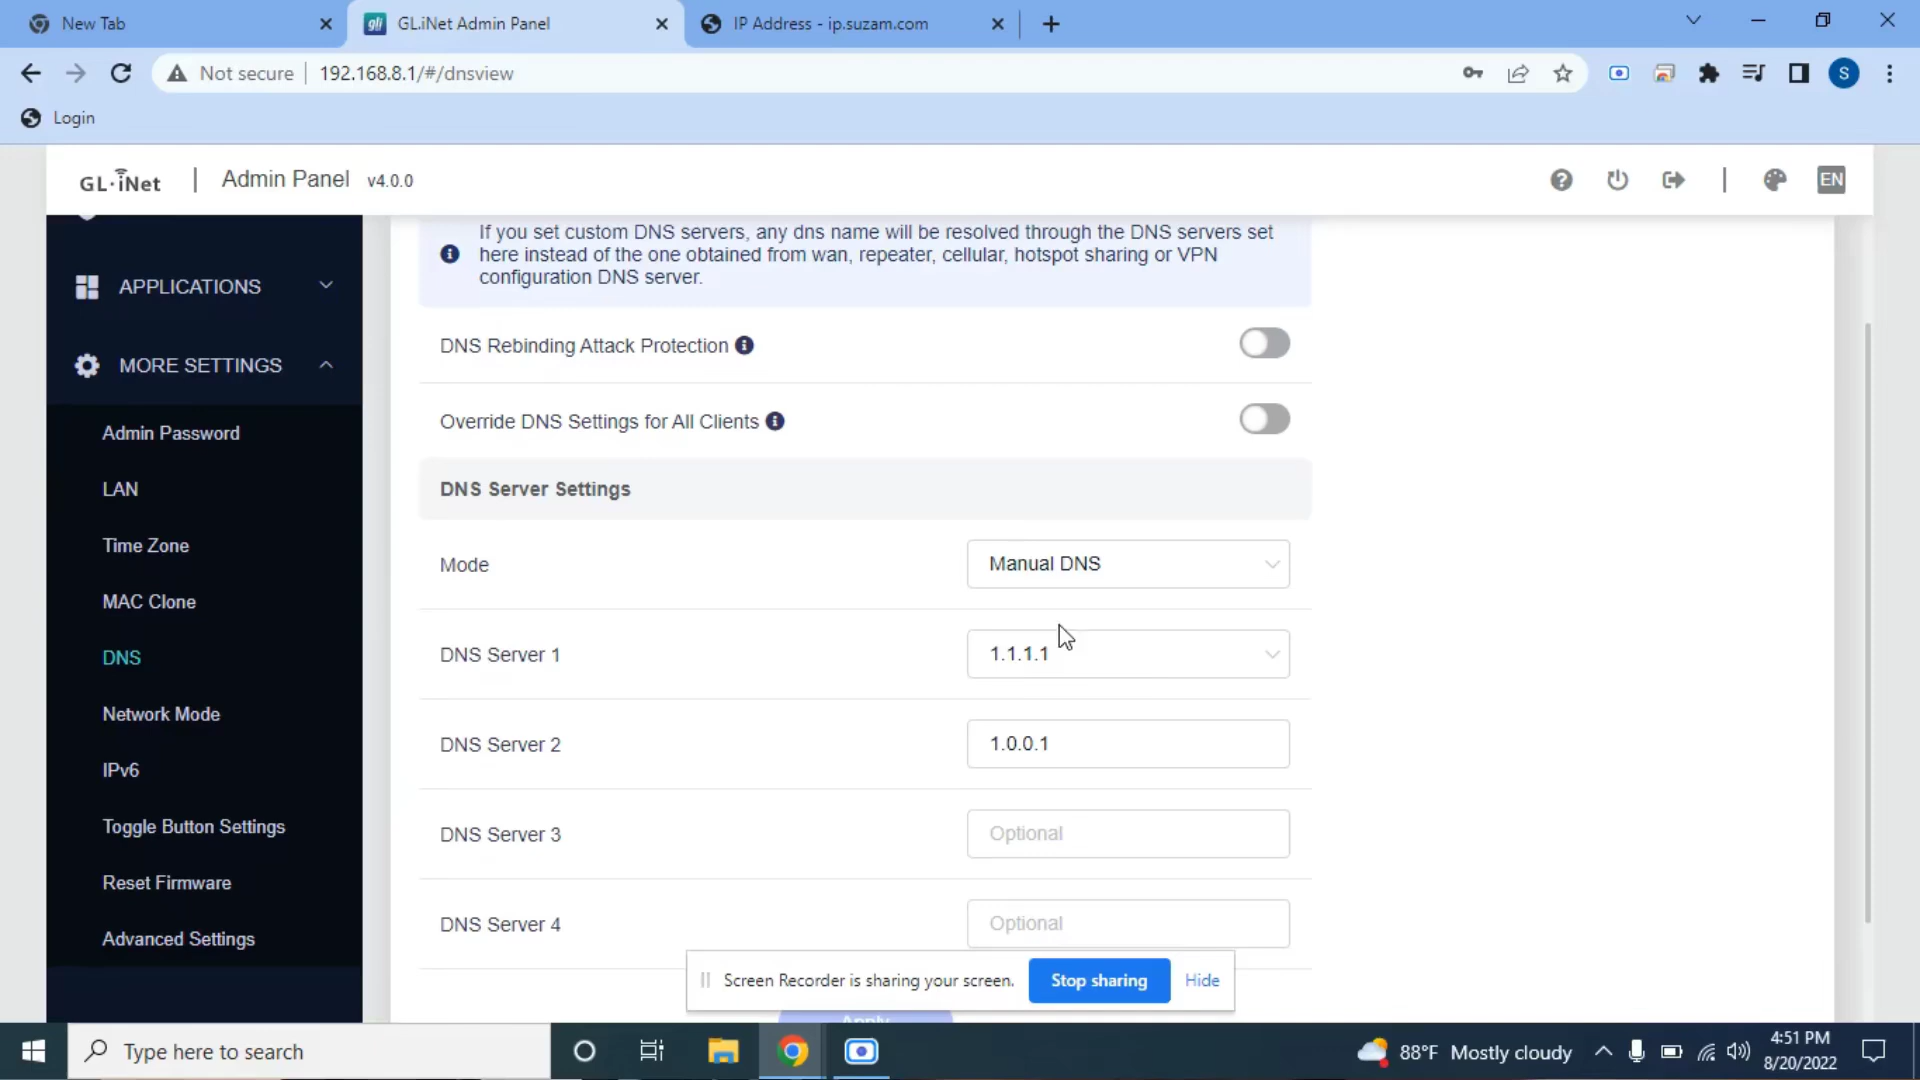 New Tab
GL.iNet Admin Panel
IP Address - ip.suzam.com
Not secure
192.168.8.1/#/dnsview
S
Login
GL·iNet
Admin Panel v4.0.0
EN
If you set custom DNS servers, any dns name will be resolved through the DNS servers set
here instead of the one obtained from wan, repeater, cellular, hotspot sharing or VPN
configuration DNS server.
APPLICATIONS
MORE SETTINGS
Admin Password
LAN
Time Zone
MAC Clone
DNS
Network Mode
IPv6
Toggle Button Settings
Reset Firmware
Advanced Settings
DNS Rebinding Attack Protection
Override DNS Settings for All Clients
DNS Server Settings
Mode
Manual DNS
DNS Server 1
1.1.1.1
DNS Server 2
1.0.0.1
DNS Server 3
Optional
DNS Server 4
Optional
Screen Recorder is sharing your screen.
Stop sharing
Hide
Apply
Type here to search
88°F Mostly cloudy
4:51 PM
8/20/2022